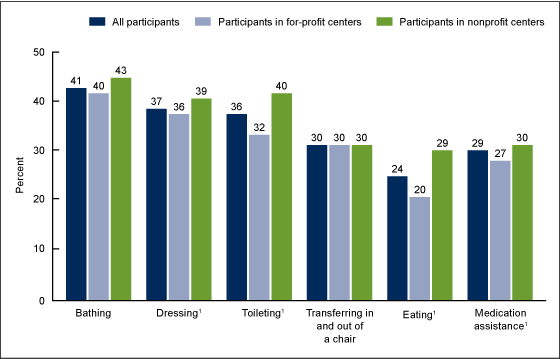 All participants Participants in for-profit centers Participants in nonprofit centers
50
40
30
20
10
0
Percent
41 40 43
37 36 39
36 32 40
30 30 30
24 20 29
29 27 30
Bathing
Dressing¹
Toileting¹
Transferring in
and out of
a chair
Eating¹
Medication
assistance¹